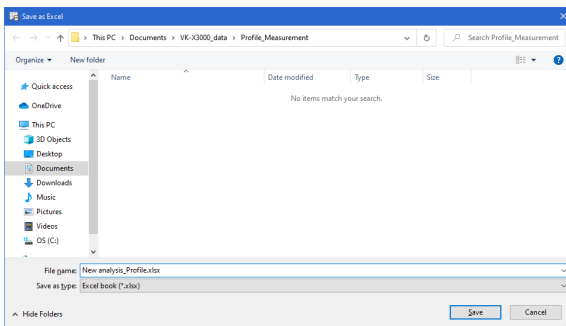 Save as Excel
This PC > Documents > VK-X3000_data > Profile_Measurement
Search Profile_Measurement
Organize
New folder
Name
Date modified
Type
Size
No items match your search.
Quick access
OneDrive
This PC
3D Objects
Desktop
Documents
Downloads
Music
Pictures
Videos
OS (C:)
File name: New analysis_Profile.xlsx
Save as type: Excel book (*.xlsx)
Hide Folders
Save
Cancel